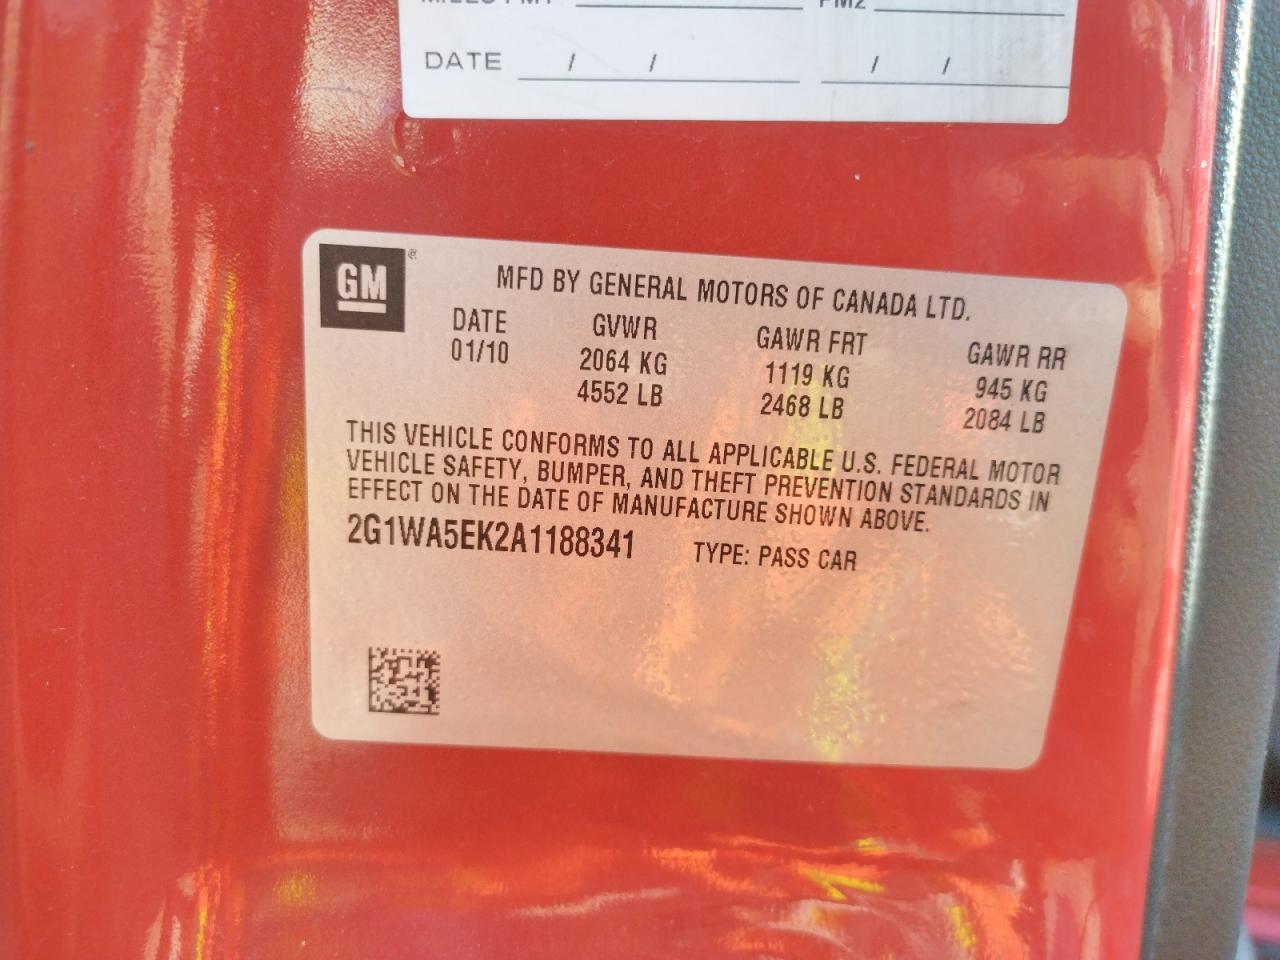 DATE / / / /
GM ®
MFD BY GENERAL MOTORS OF CANADA LTD.
DATE GVWR GAWR FRT GAWR RR
01/10 2064 KG 1119 KG 945 KG
4552 LB 2468 LB 2084 LB
THIS VEHICLE CONFORMS TO ALL APPLICABLE U.S. FEDERAL MOTOR
VEHICLE SAFETY, BUMPER, AND THEFT PREVENTION STANDARDS IN
EFFECT ON THE DATE OF MANUFACTURE SHOWN ABOVE.
2G1WA5EK2A1188341 TYPE: PASS CAR